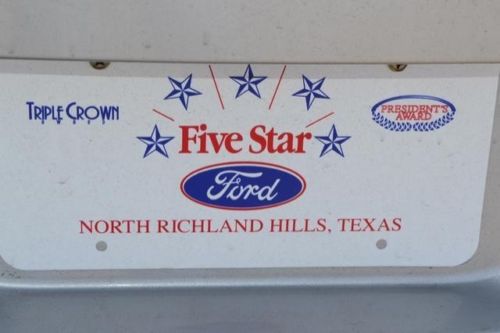 TRIPLE CROWN
PRESIDENT'S
AWARD
Five Star
Ford
NORTH RICHLAND HILLS, TEXAS